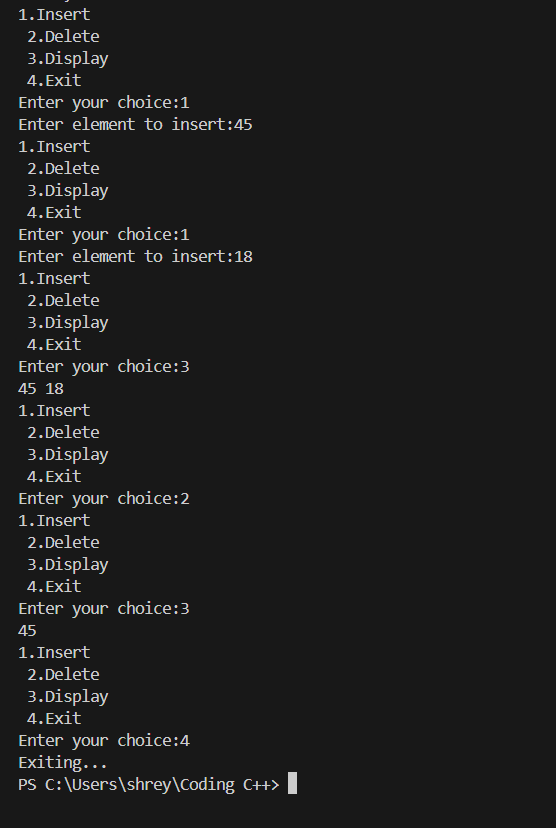 1.Insert
 2.Delete
 3.Display
 4.Exit
Enter your choice:1
Enter element to insert:45
1.Insert
 2.Delete
 3.Display
 4.Exit
Enter your choice:1
Enter element to insert:18
1.Insert
 2.Delete
 3.Display
 4.Exit
Enter your choice:3
45 18
1.Insert
 2.Delete
 3.Display
 4.Exit
Enter your choice:2
1.Insert
 2.Delete
 3.Display
 4.Exit
Enter your choice:3
45
1.Insert
 2.Delete
 3.Display
 4.Exit
Enter your choice:4
Exiting...
PS C:\Users\shrey\Coding C++>